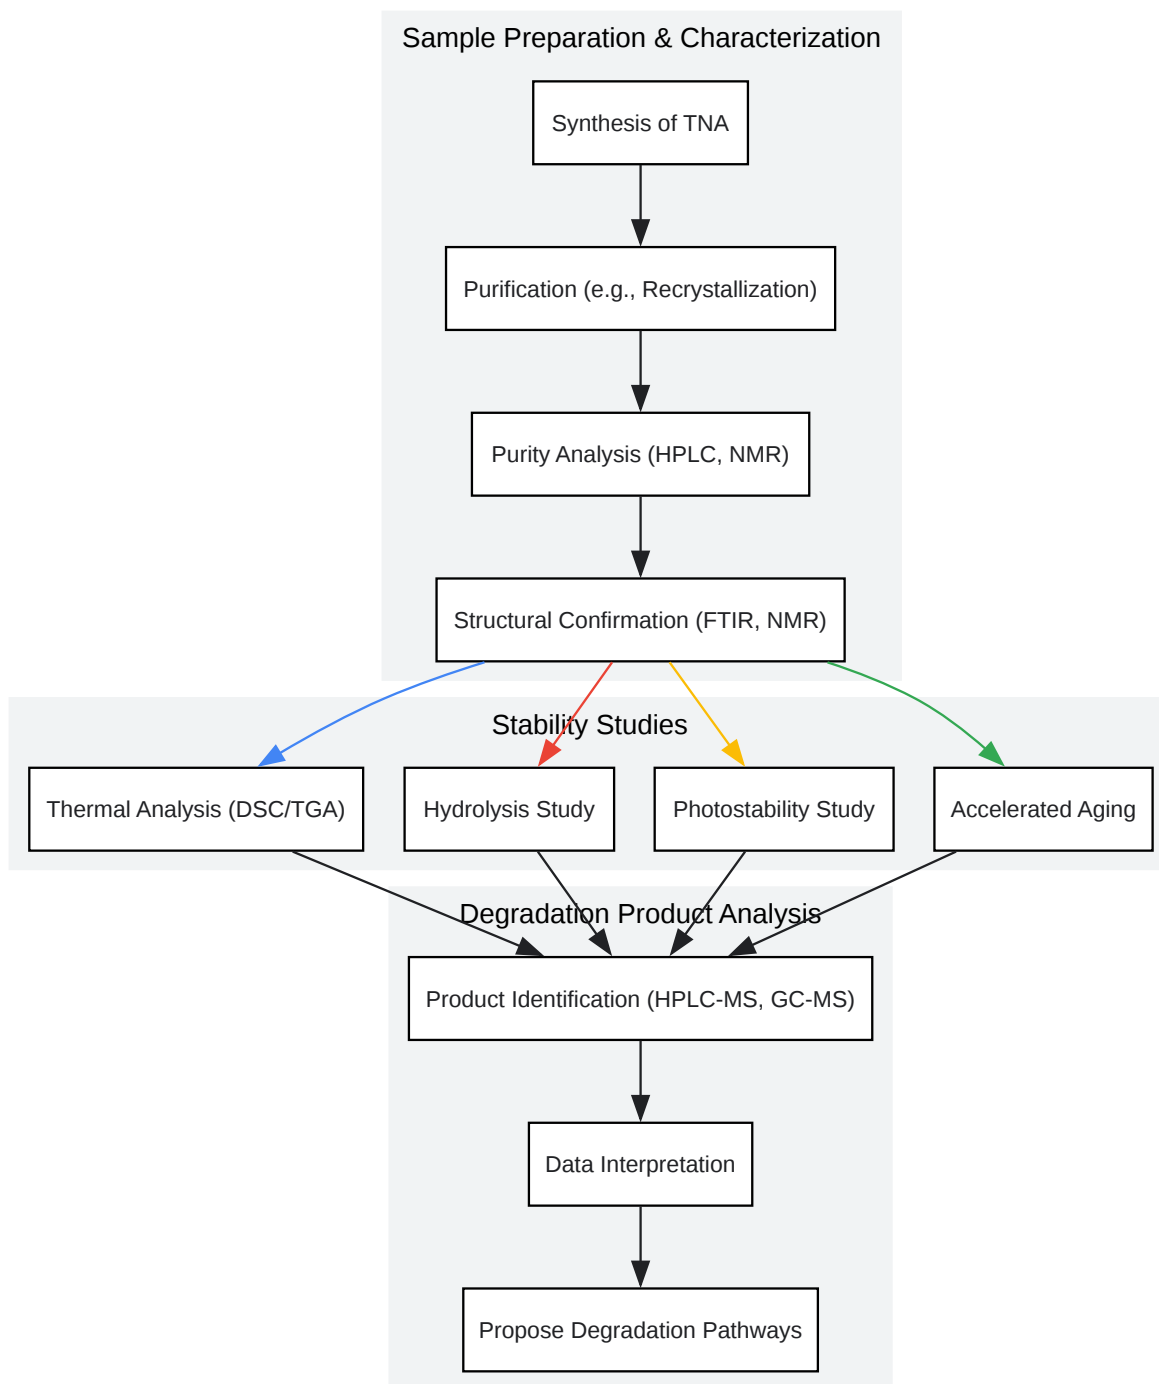 Sample Preparation & Characterization
Synthesis of TNA
Purification (e.g., Recrystallization)
Purity Analysis (HPLC, NMR)
Structural Confirmation (FTIR, NMR)
Stability Studies
Thermal Analysis (DSC/TGA)
Hydrolysis Study
Photostability Study
Accelerated Aging
Degradation Product Analysis
Product Identification (HPLC-MS, GC-MS)
Data Interpretation
Propose Degradation Pathways